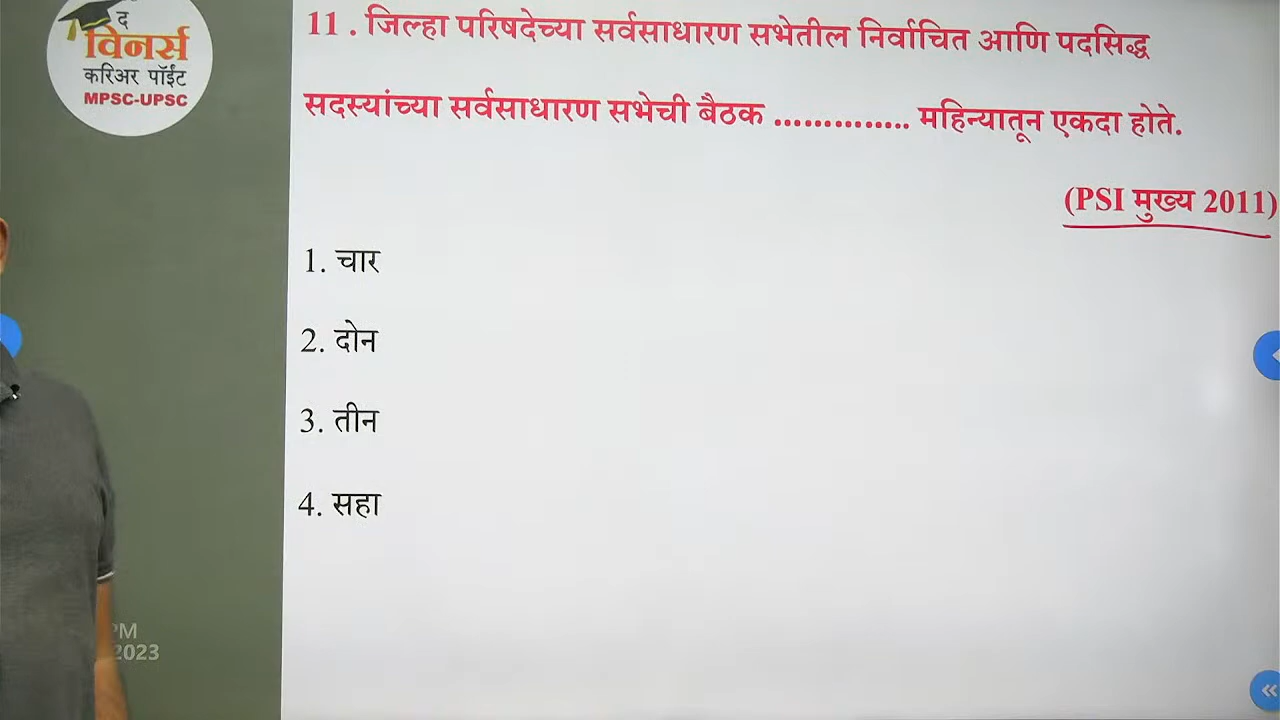 द
विनर्स
करिअर पॉईंट
MPSC-UPSC
11 . जिल्हा परिषदेच्या सर्वसाधारण सभेतील निर्वाचित आणि पदसिद्ध
सदस्यांच्या सर्वसाधारण सभेची बैठक .............. महिन्यातून एकदा होते.
(PSI मुख्य 2011)
1. चार
2. दोन
3. तीन
4. सहा
PM
2023